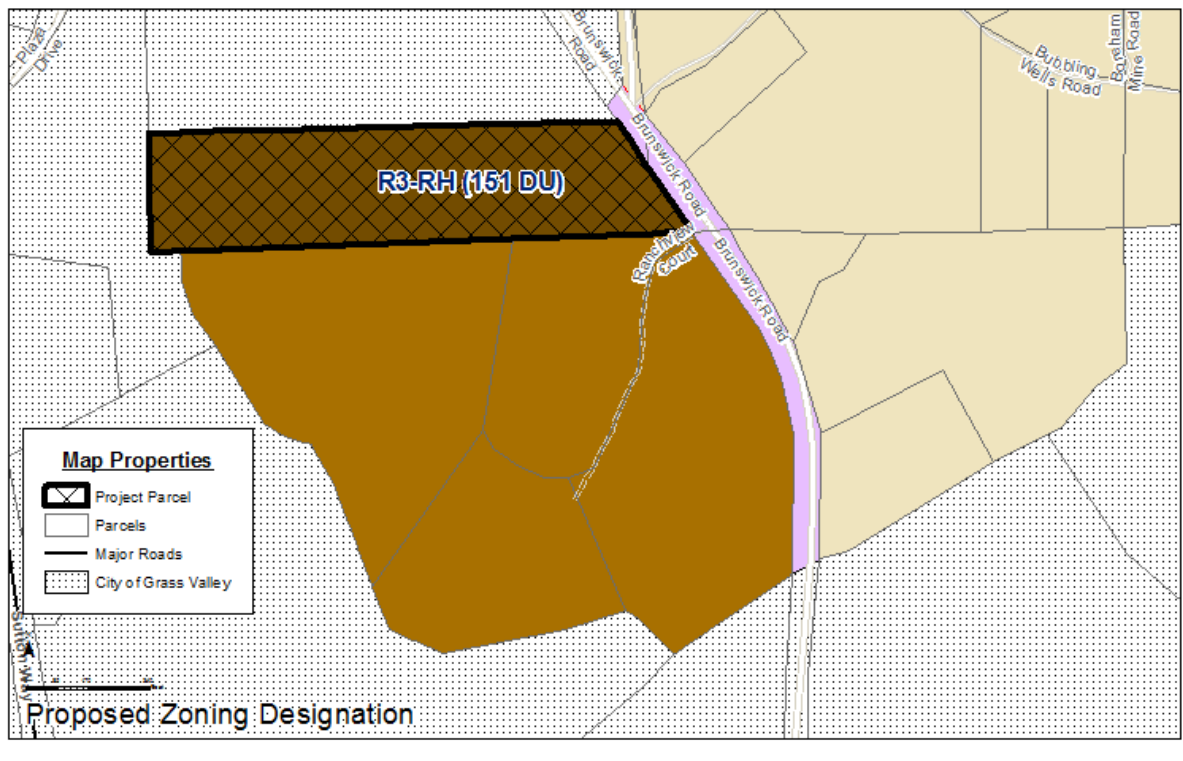 Plaza
Drive
Brunswick
Road
Bubbling
Wells Road
Boreham
Mine Road
Brunswick Road
R3-RH (151 DU)
Ranchview
Court
Brunswick Road
Map Properties
Project Parcel
Parcels
Major Roads
City of Grass Valley
Sutton Way
Proposed Zoning Designation